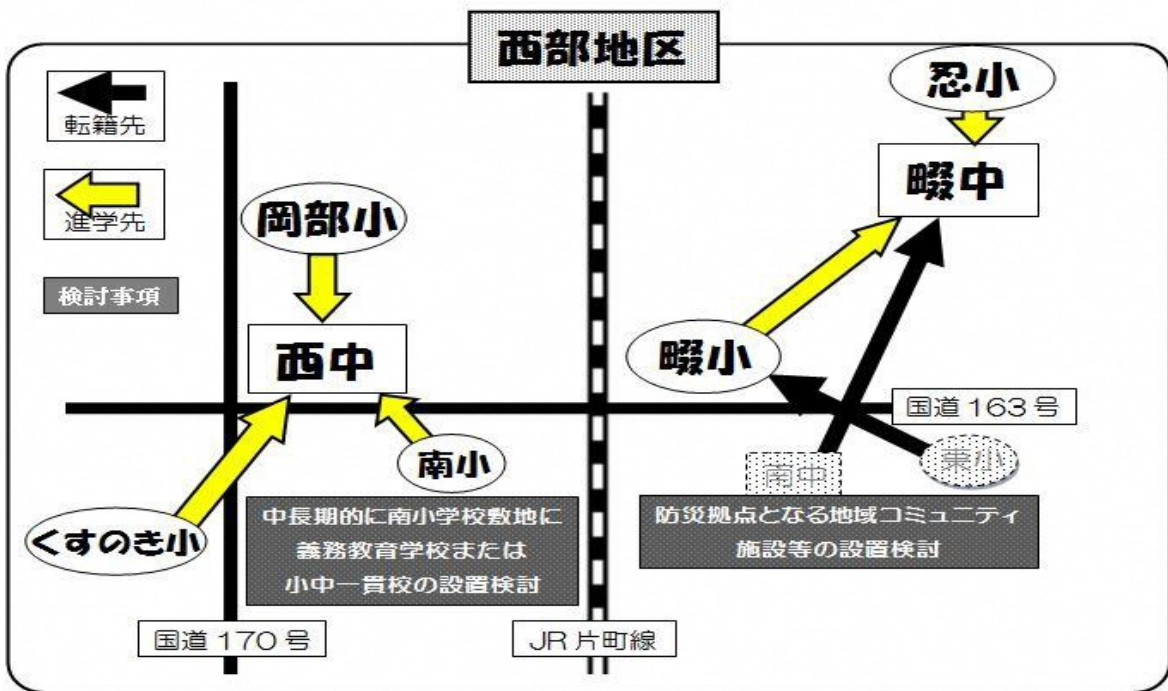 西部地区
転籍先
進学先
検討事項
忍小
畷中
岡部小
西中
畷小
国道163号
南小
南中
東小
くすのき小
中長期的に南小学校敷地に
義務教育学校または
小中一貫校の設置検討
防災拠点となる地域コミュニティ
施設等の設置検討
国道170号
JR片町線